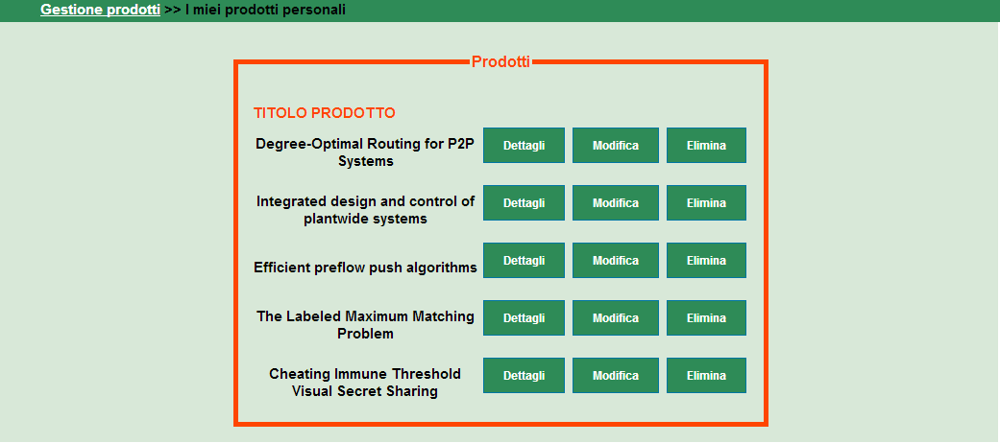 Gestione prodotti >> I miei prodotti personali
Prodotti
TITOLO PRODOTTO
Degree-Optimal Routing for P2P
Systems
Dettagli Modifica Elimina
Integrated design and control of
plantwide systems
Dettagli Modifica Elimina
Efficient preflow push algorithms
Dettagli Modifica Elimina
The Labeled Maximum Matching
Problem
Dettagli Modifica Elimina
Cheating Immune Threshold
Visual Secret Sharing
Dettagli Modifica Elimina